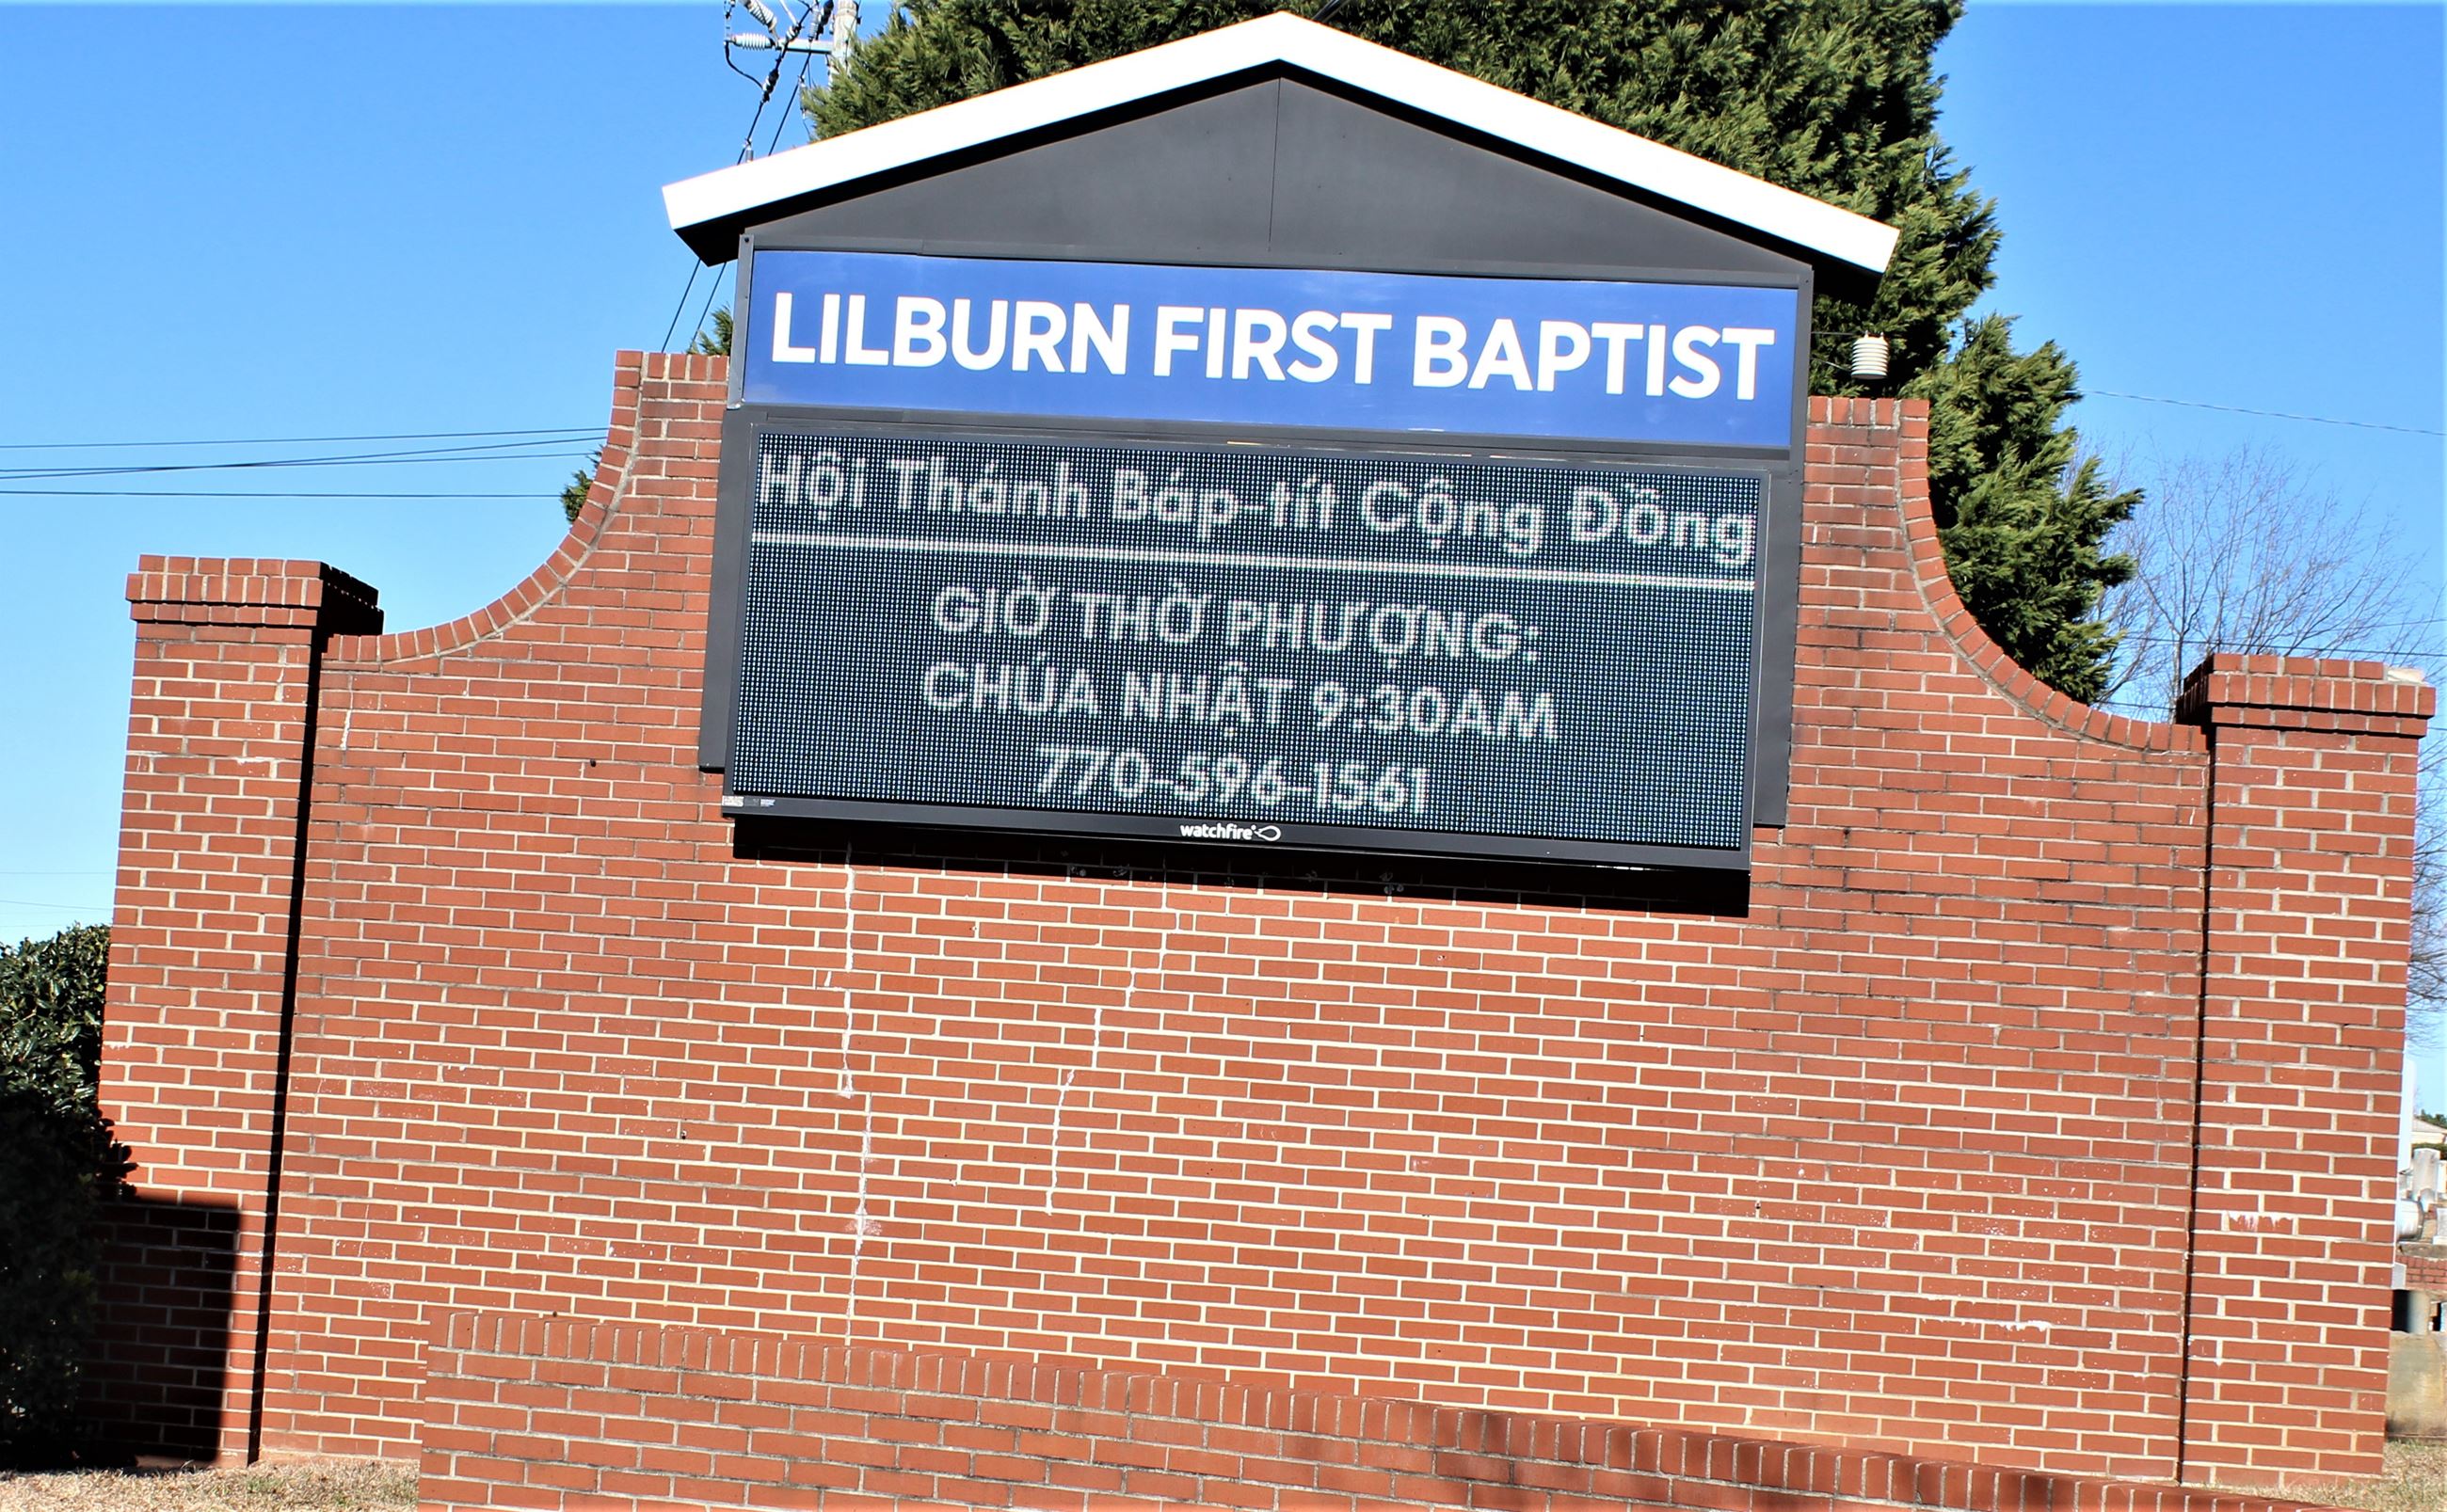 LILBURN FIRST BAPTIST
Hội Thánh Báp-tít Cộng Đồng
GIỜ THỜ PHƯỢNG:
CHÚA NHẬT 9:30AM
770-596-1561
watchfire